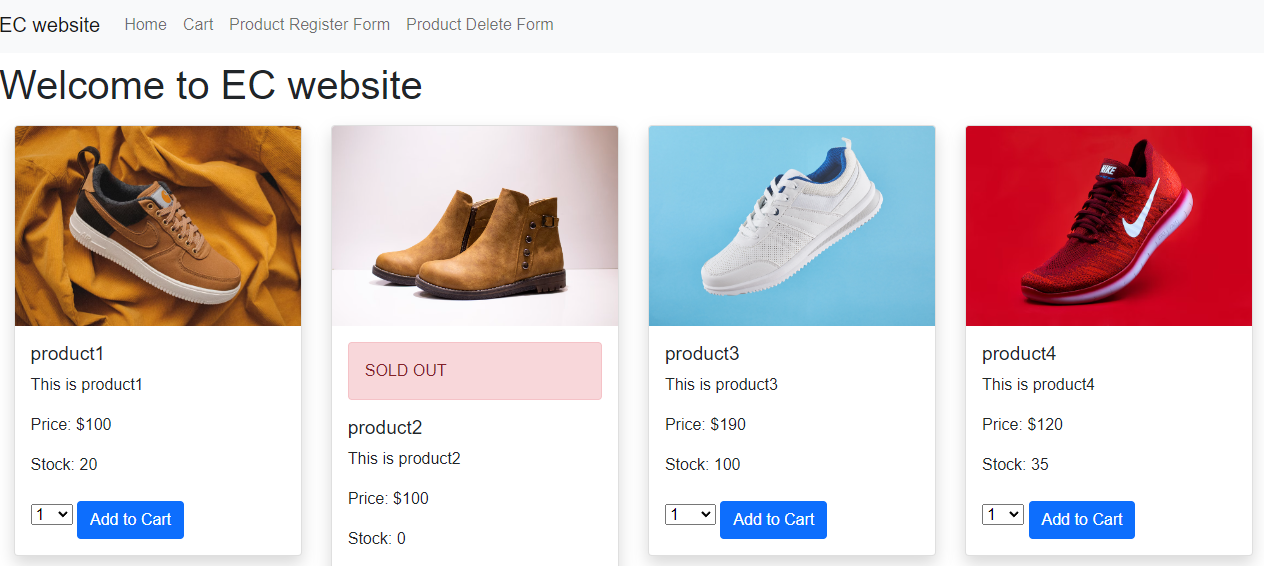 EC website Home Cart Product Register Form Product Delete Form
Welcome to EC website
product1
This is product1
Price: $100
Stock: 20
1 Add to Cart
SOLD OUT
product2
This is product2
Price: $100
Stock: 0
product3
This is product3
Price: $190
Stock: 100
1 Add to Cart
NIKE
product4
This is product4
Price: $120
Stock: 35
1 Add to Cart